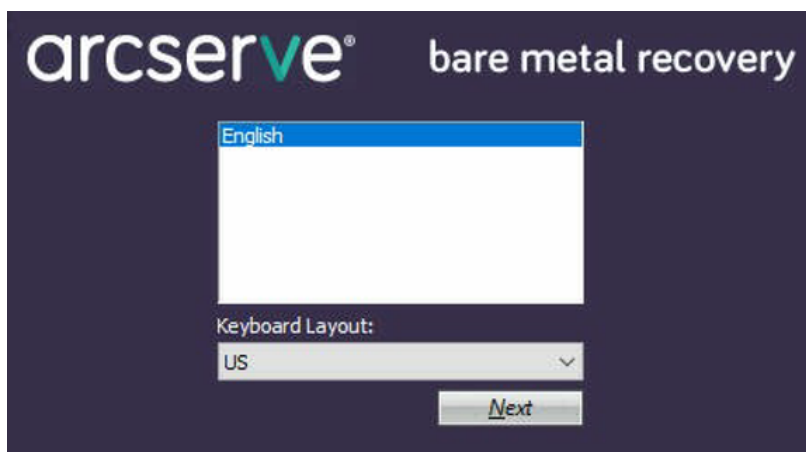 arcserve® bare metal recovery
English
Keyboard Layout:
US
Next